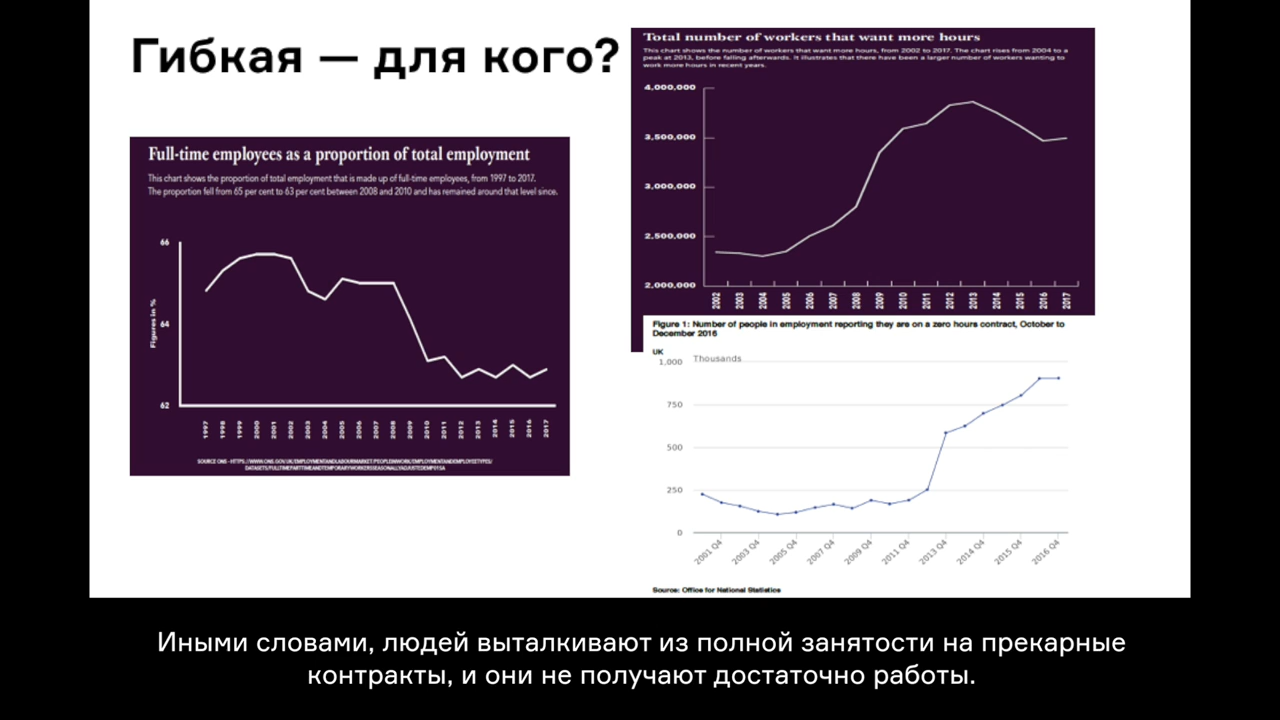 Гибкая — для кого?
Full-time employees as a proportion of total employment
This chart shows the proportion of total employment that is made up of full-time employees, from 1997 to 2017.
The proportion fell from 65 per cent to 63 per cent between 2008 and 2010 and has remained around that level since.
66
64
62
Figures in %
1997 1998 1999 2000 2001 2002 2003 2004 2005 2006 2007 2008 2009 2010 2011 2012 2013 2014 2015 2016 2017
Total number of workers that want more hours
This chart shows the number of workers that want more hours, from 2002 to 2017. The chart rises from 2004 to a
peak at 2013, before falling afterwards. It illustrates that there have been a larger number of workers wanting to
work more hours in recent years.
4,000,000
3,500,000
3,000,000
2,500,000
2,000,000
2002 2003 2004 2005 2006 2007 2008 2009 2010 2011 2012 2013 2014 2015 2016 2017
Figure 1: Number of people in employment reporting they are on a zero hours contract, October to
December 2016
UK
Thousands
1,000
750
500
250
0
2001 Q4 2003 Q4 2005 Q4 2007 Q4 2009 Q4 2011 Q4 2013 Q4 2014 Q4 2015 Q4 2016 Q4
Source: Office for National Statistics
Иными словами, людей выталкивают из полной занятости на прекарные
контракты, и они не получают достаточно работы.